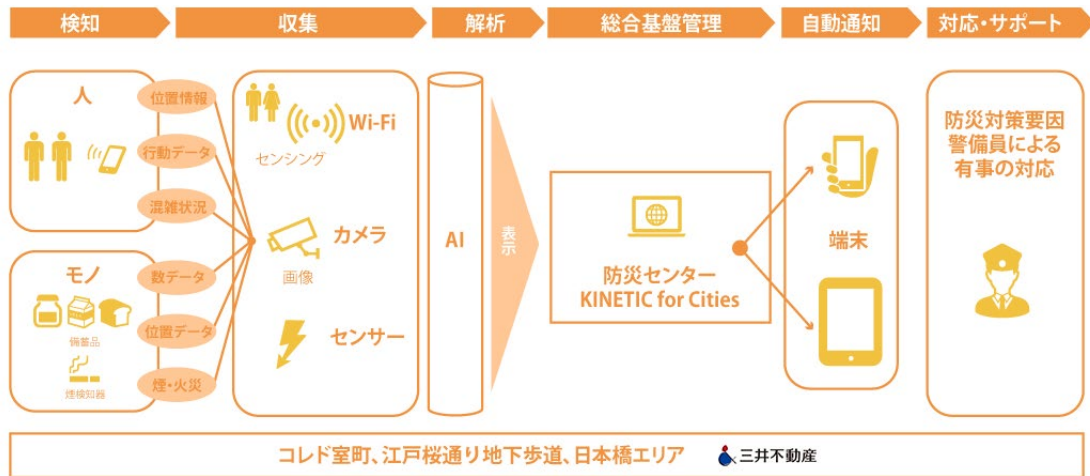 検知
収集
解析
総合基盤管理
自動通知
対応・サポート
人
位置情報
行動データ
混雑状況
モノ
備蓄品
煙検知器
数データ
位置データ
煙・火災
Wi-Fi
センシング
カメラ
画像
センサー
AI
表示
防災センター
KINETIC for Cities
端末
防災対策要因
警備員による
有事の対応
コレド室町、江戸桜通り地下歩道、日本橋エリア
三井不動産